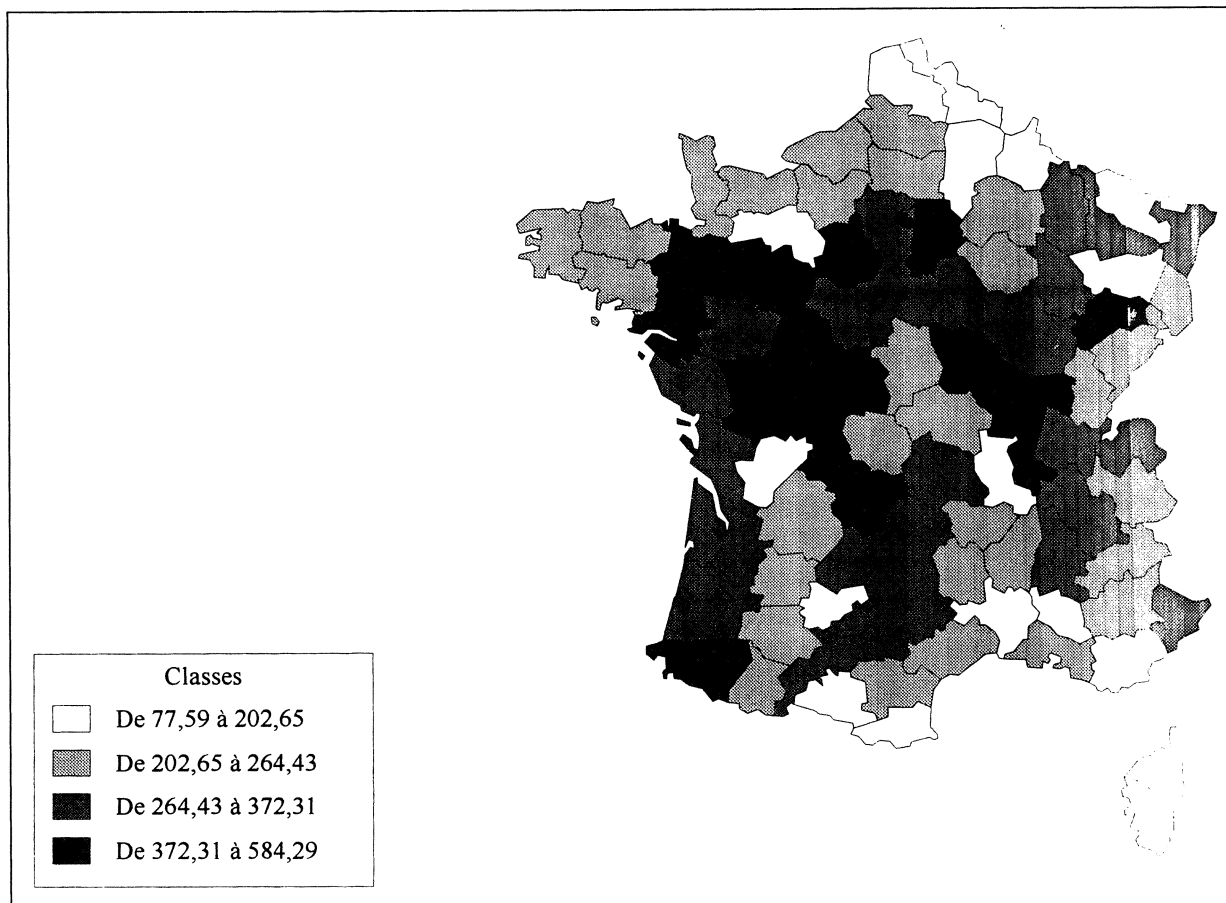 Classes
De 77,59 à 202,65
De 202,65 à 264,43
De 264,43 à 372,31
De 372,31 à 584,29